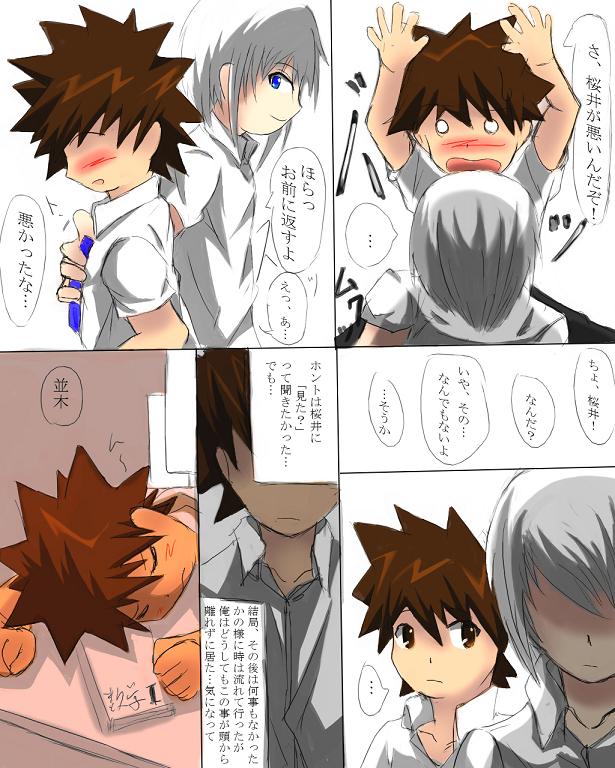 さ、桜井が悪いんだぞ！
…
ムクッ
ほらっ
お前に返すよ
えっ、あ…
悪かったな…
ちょ、桜井！
なんだ？
いや、その…
なんでもないよ
…そうか
…
ホントは桜井に
「見た？」
って聞きたかった…
でも…
結局、その後は何事もなかった
かの様に時は流れて行ったが
俺はどうしてもこの事が頭から
離れずに居た…気になって
並木
数学Ⅱ